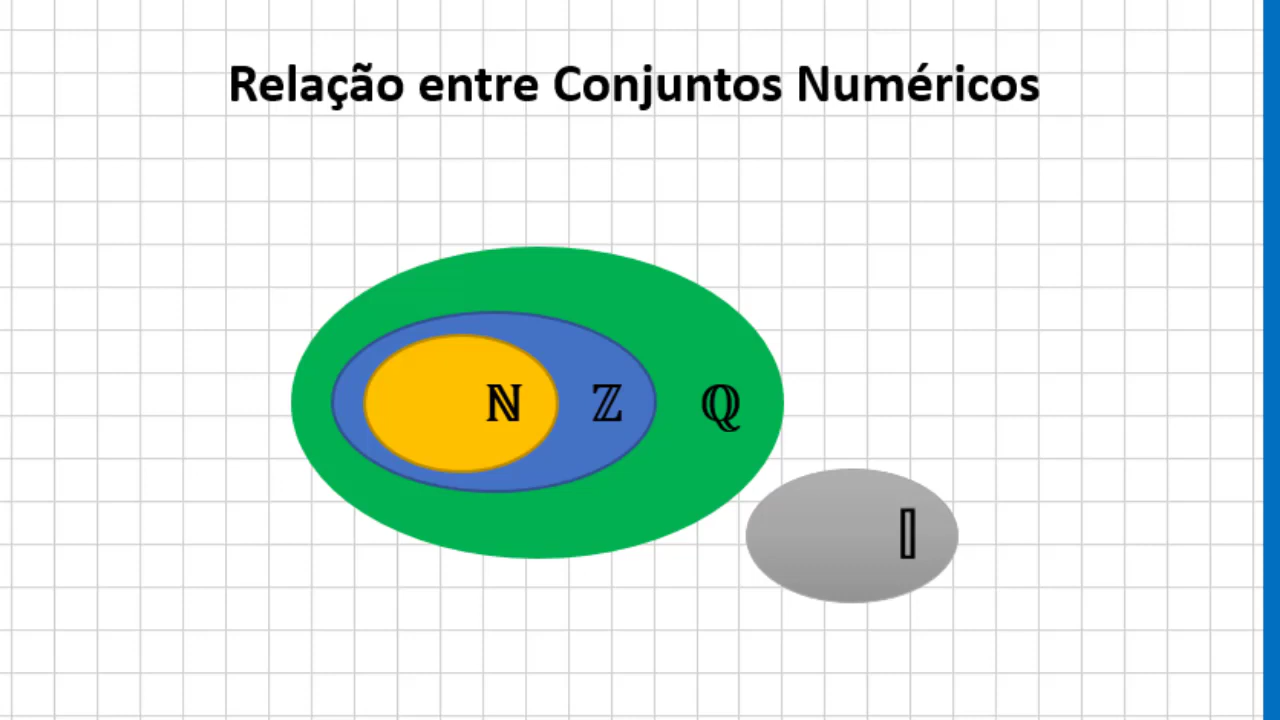 Relação entre Conjuntos Numéricos
ℕ ℤ ℚ
𝕀